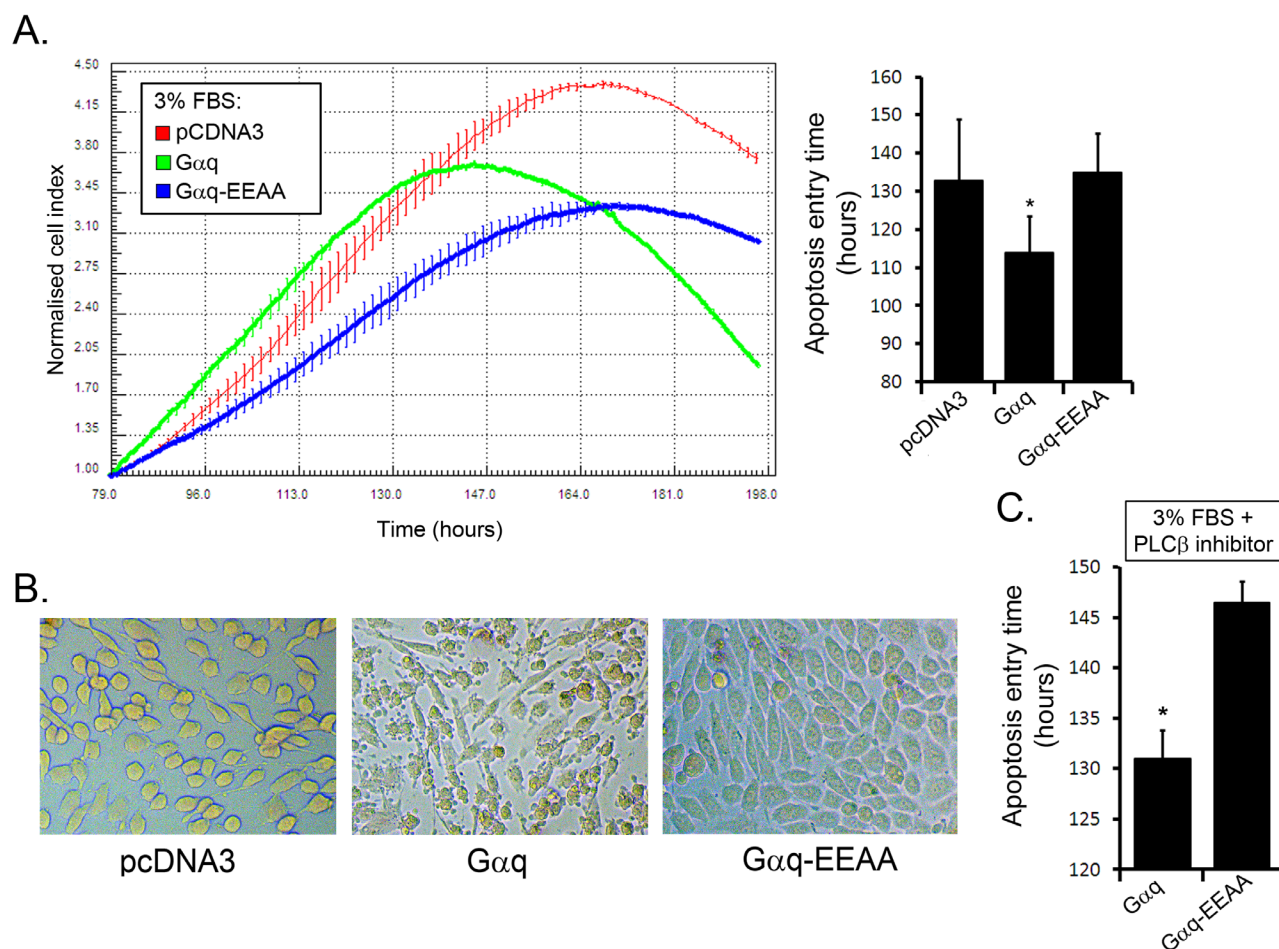 A.
4.50
4.15
3.80
3.45
3.10
2.75
2.40
2.05
1.70
1.35
1.00
Normalised cell index
3% FBS:
pCDNA3
Gαq
Gαq-EEAA
79.0 96.0 113.0 130.0 147.0 164.0 181.0 198.0
Time (hours)
160
150
140
130
120
110
100
90
80
Apoptosis entry time
(hours)
*
pcDNA3
Gαq
Gαq-EEAA
B.
pcDNA3
Gαq
Gαq-EEAA
C.
3% FBS +
PLCβ inhibitor
150
145
140
135
130
125
120
Apoptosis entry time
(hours)
*
Gαq
Gαq-EEAA